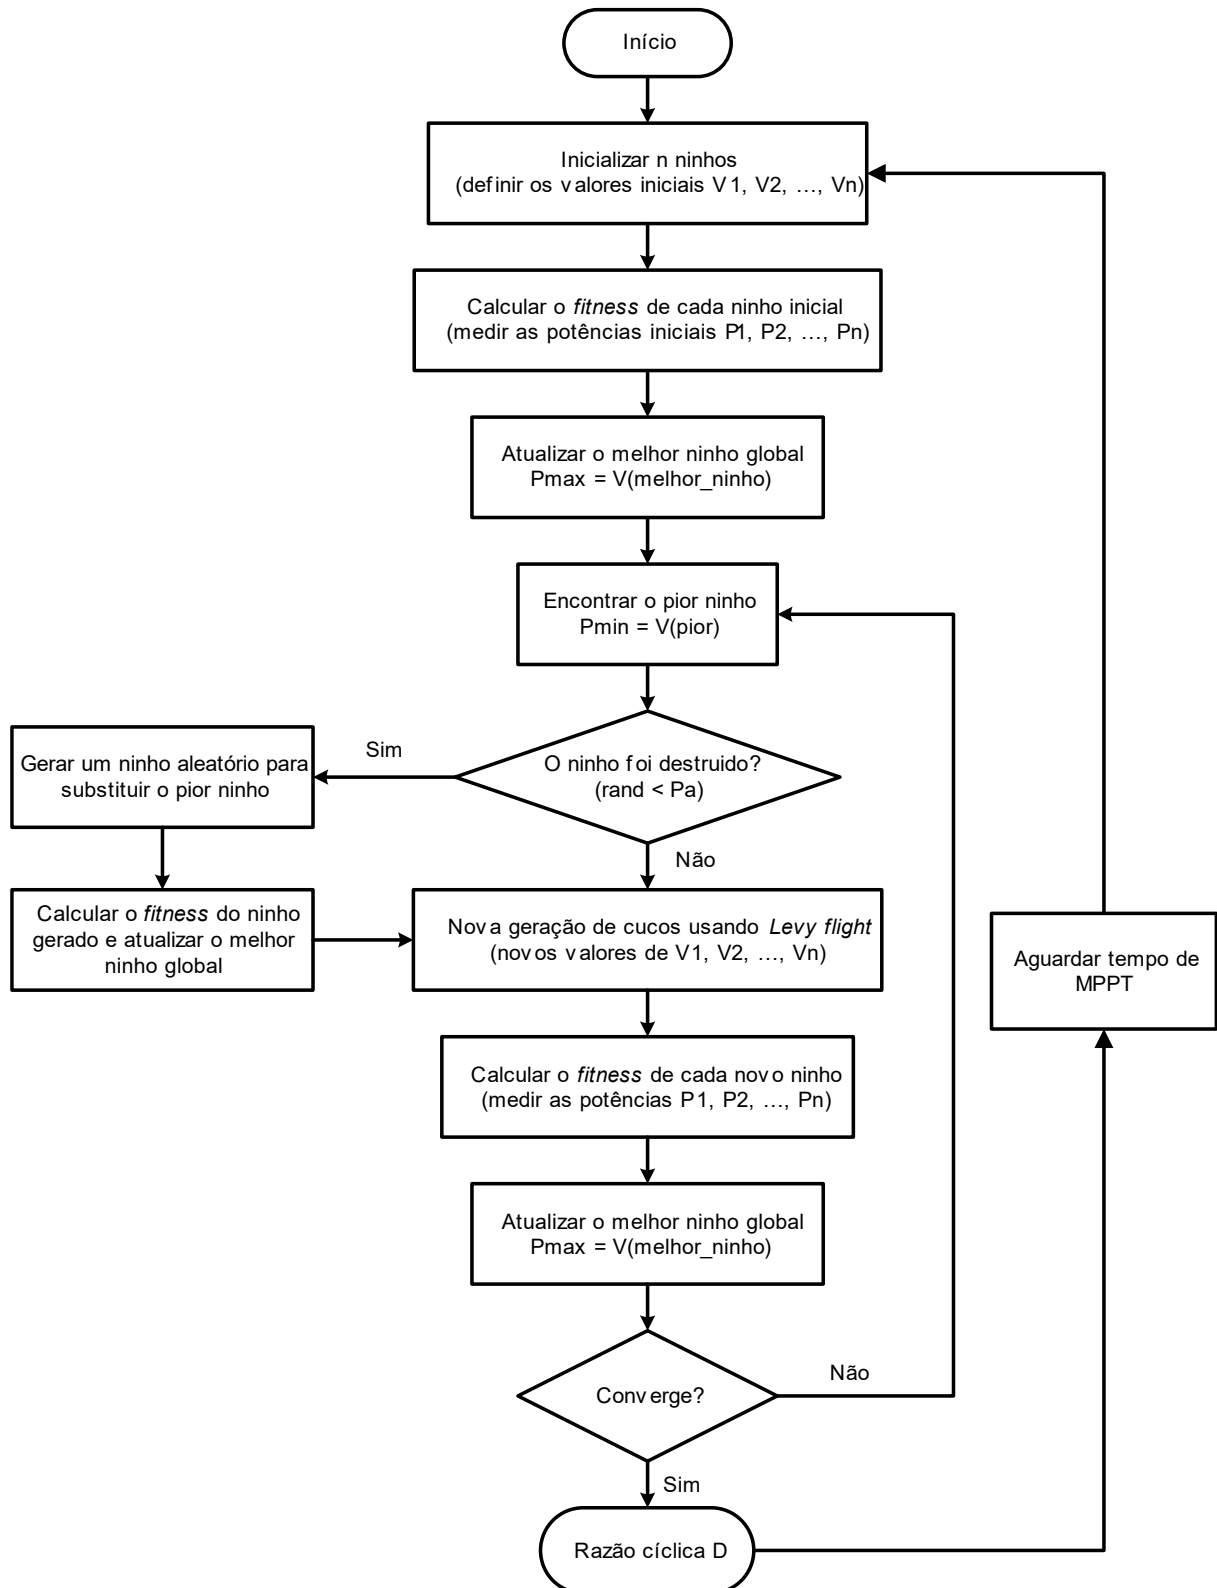 Início
Inicializar n ninhos
(definir os valores iniciais V1, V2, ..., Vn)
Calcular o fitness de cada ninho inicial
(medir as potências iniciais P1, P2, ..., Pn)
Atualizar o melhor ninho global
Pmax = V(melhor_ninho)
Encontrar o pior ninho
Pmin = V(pior)
O ninho foi destruido?
(rand < Pa)
Sim
Gerar um ninho aleatório para
substituir o pior ninho
Calcular o fitness do ninho
gerado e atualizar o melhor
ninho global
Não
Nova geração de cucos usando Levy flight
(novos valores de V1, V2, ..., Vn)
Calcular o fitness de cada novo ninho
(medir as potências P1, P2, ..., Pn)
Atualizar o melhor ninho global
Pmax = V(melhor_ninho)
Converge?
Não
Sim
Razão cíclica D
Aguardar tempo de
MPPT